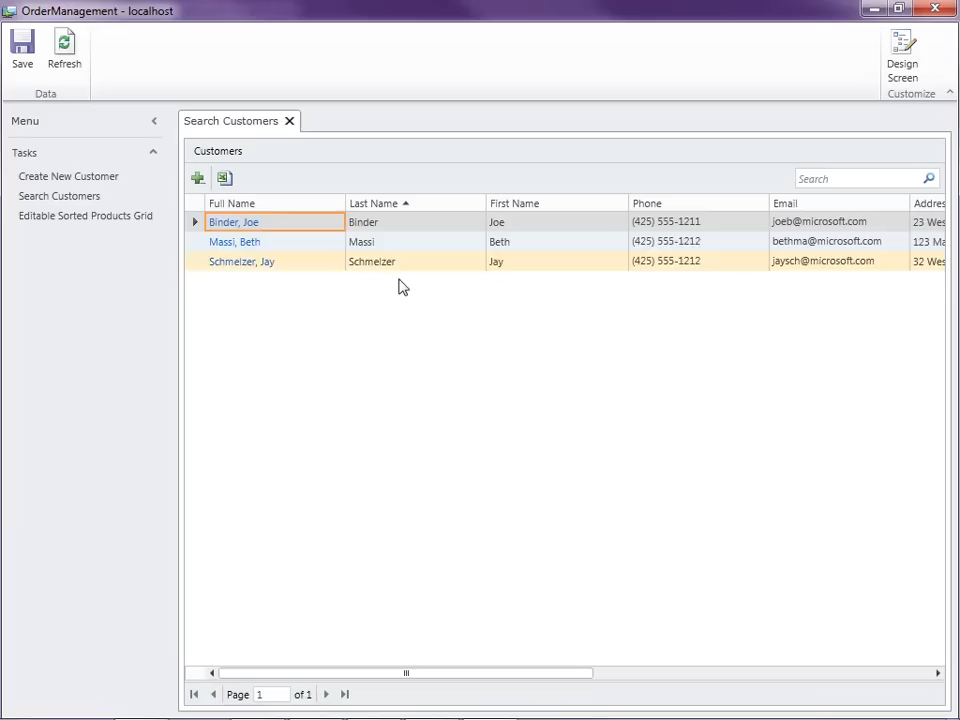 OrderManagement - localhost
Save
Refresh
Data
Design
Screen
Customize
Menu
Tasks
Create New Customer
Search Customers
Editable Sorted Products Grid
Search Customers
Customers
Search
Full Name Last Name First Name Phone Email Addres
Binder, Joe Binder Joe (425) 555-1211 joeb@microsoft.com 23 Wes
Massi, Beth Massi Beth (425) 555-1212 bethma@microsoft.com 123 Ma
Schmelzer, Jay Schmelzer Jay (425) 555-1212 jaysch@microsoft.com 32 Wes
Page 1 of 1